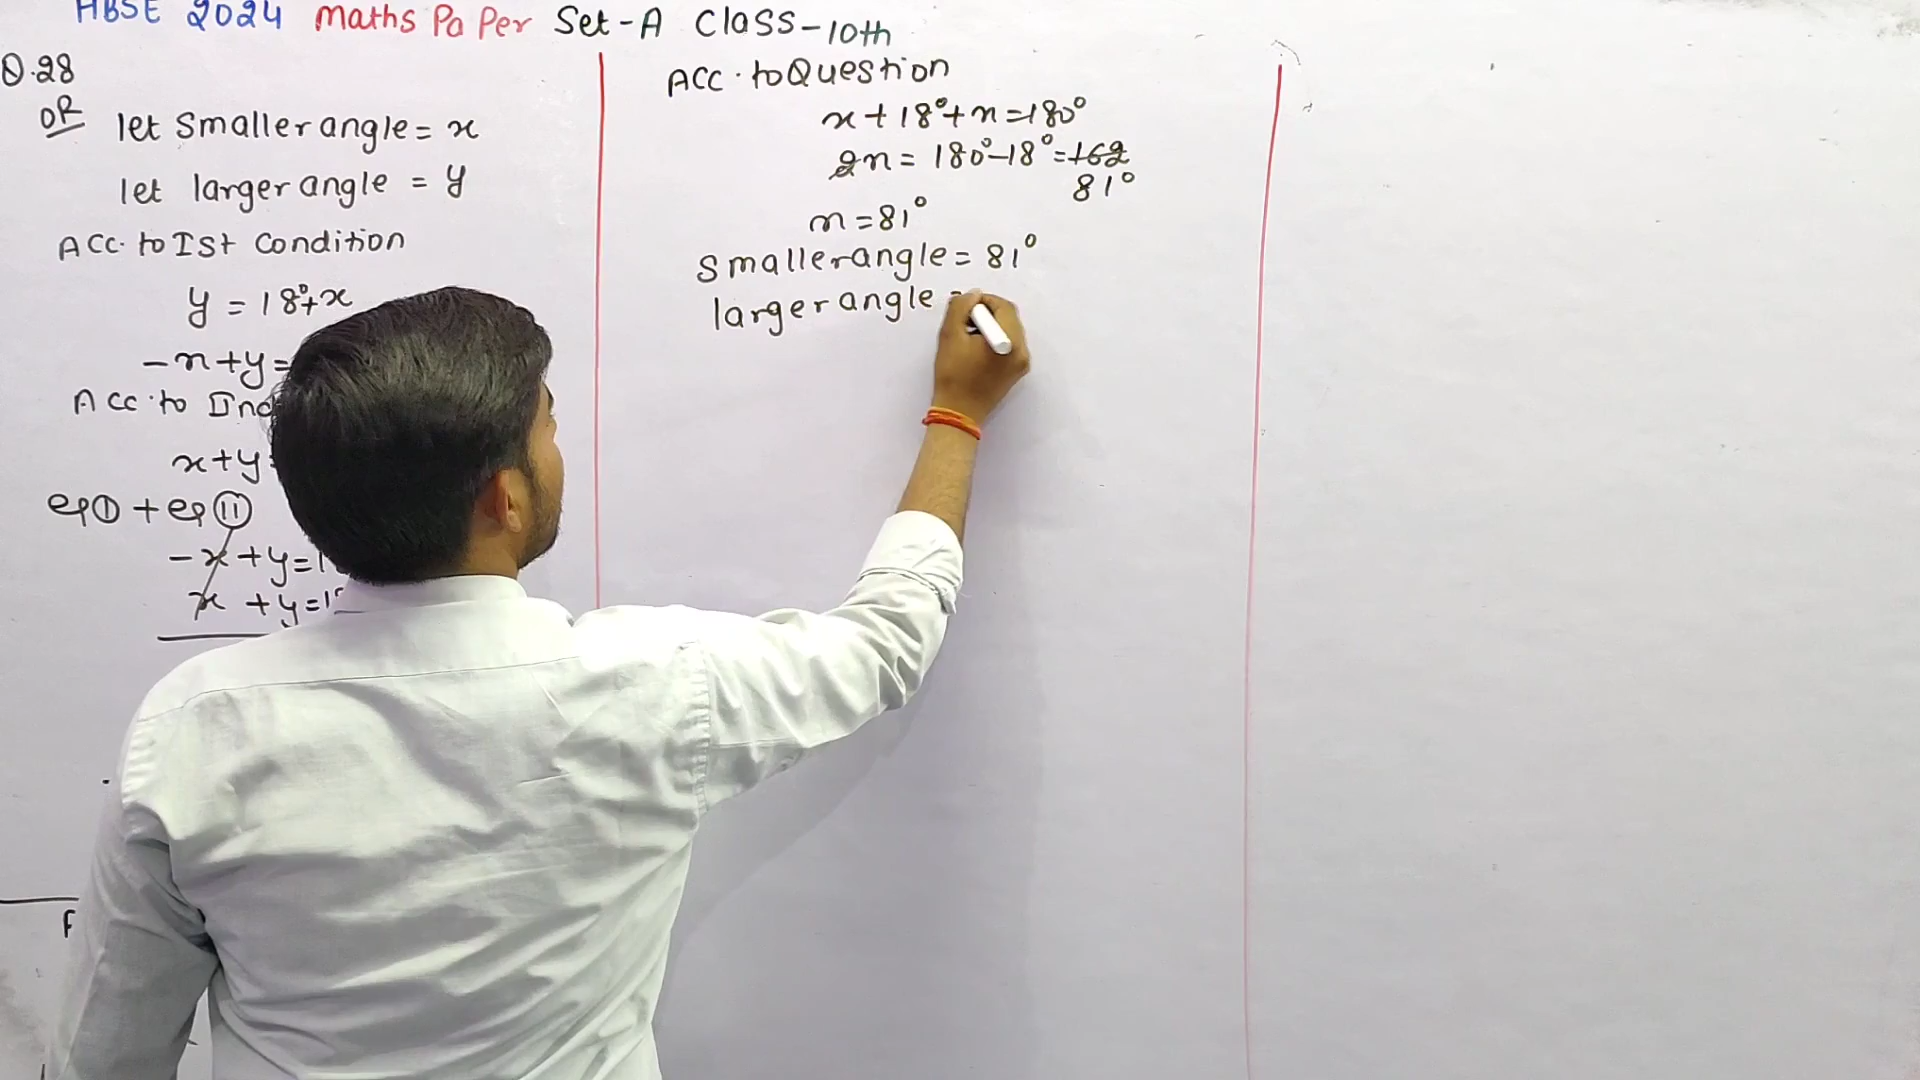 HBSE 2024 Maths PaPer Set-A Class-10th
Q.28
OR let Smaller angle = x
let larger angle = y
ACC. to Ist Condition
y = 18°+x
-x+y=
ACC. to IInd
x+y=
eq① + eq⑪
-x+y=1
x +y=18
F
ACC. to Question
x+18°+x=180°
2x = 180°-18°=162
81°
x=81°
Smaller angle = 81°
larger angle =